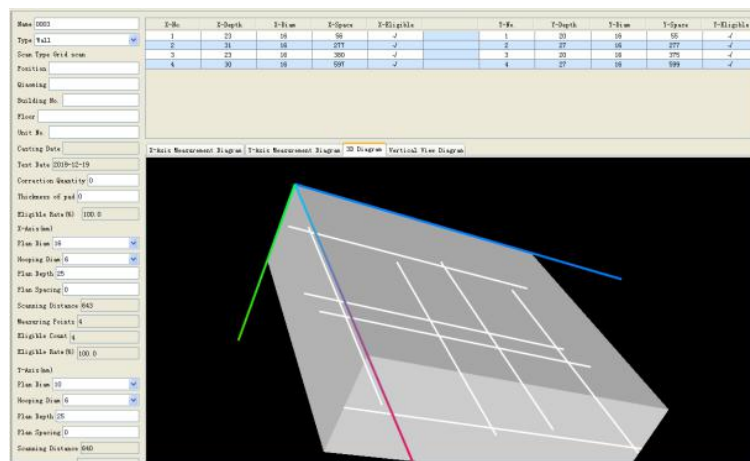 Name 0003
Type Wall
Scan Type Grid scan
Position
Qiaoming
Building No.
Floor
Unit No
Casting Date
Test Date 2019-12-19
Correction Quantity 0
Thickness of pad 0
Eligible Rate(%) 100.0
X-Axis(mm)
Plan Diam 16
Hooping Diam 6
Plan Depth 25
Plan Spacing 0
Scanning Distance 643
Measuring Points 4
Eligible Count 4
Eligible Rate(%) 100.0
Y-Axis(mm)
Plan Diam 10
Hooping Diam 6
Plan Depth 25
Plan Spacing 0
Scanning Distance 640
X-No X-Depth X-Diam X-Space X-Eligible Y-No. Y-Depth Y-Diam Y-Space Y-Eligible
1 23 16 56 √ 1 20 16 55 √
2 31 16 277 √ 2 27 16 277 √
3 23 16 380 √ 3 20 16 375 √
4 30 16 597 √ 4 27 16 599 √
X-Axis Measurement Diagram Y-Axis Measurement Diagram 3D Diagram Vertical View Diagram